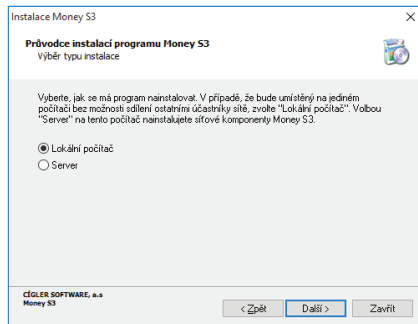 Instalace Money S3
Průvodce instalací programu Money S3
Výběr typu instalace
Vyberte, jak se má program nainstalovat. V případě, že bude umístěný na jediném
počítači bez možnosti sdílení ostatními účastníky sítě, zvolte "Lokální počítač". Volbou
"Server" na tento počítač nainstalujete síťové komponenty Money S3.
Lokální počítač
Server
CÍGLER SOFTWARE, a.s
Money S3
< Zpět
Další >
Zavřít